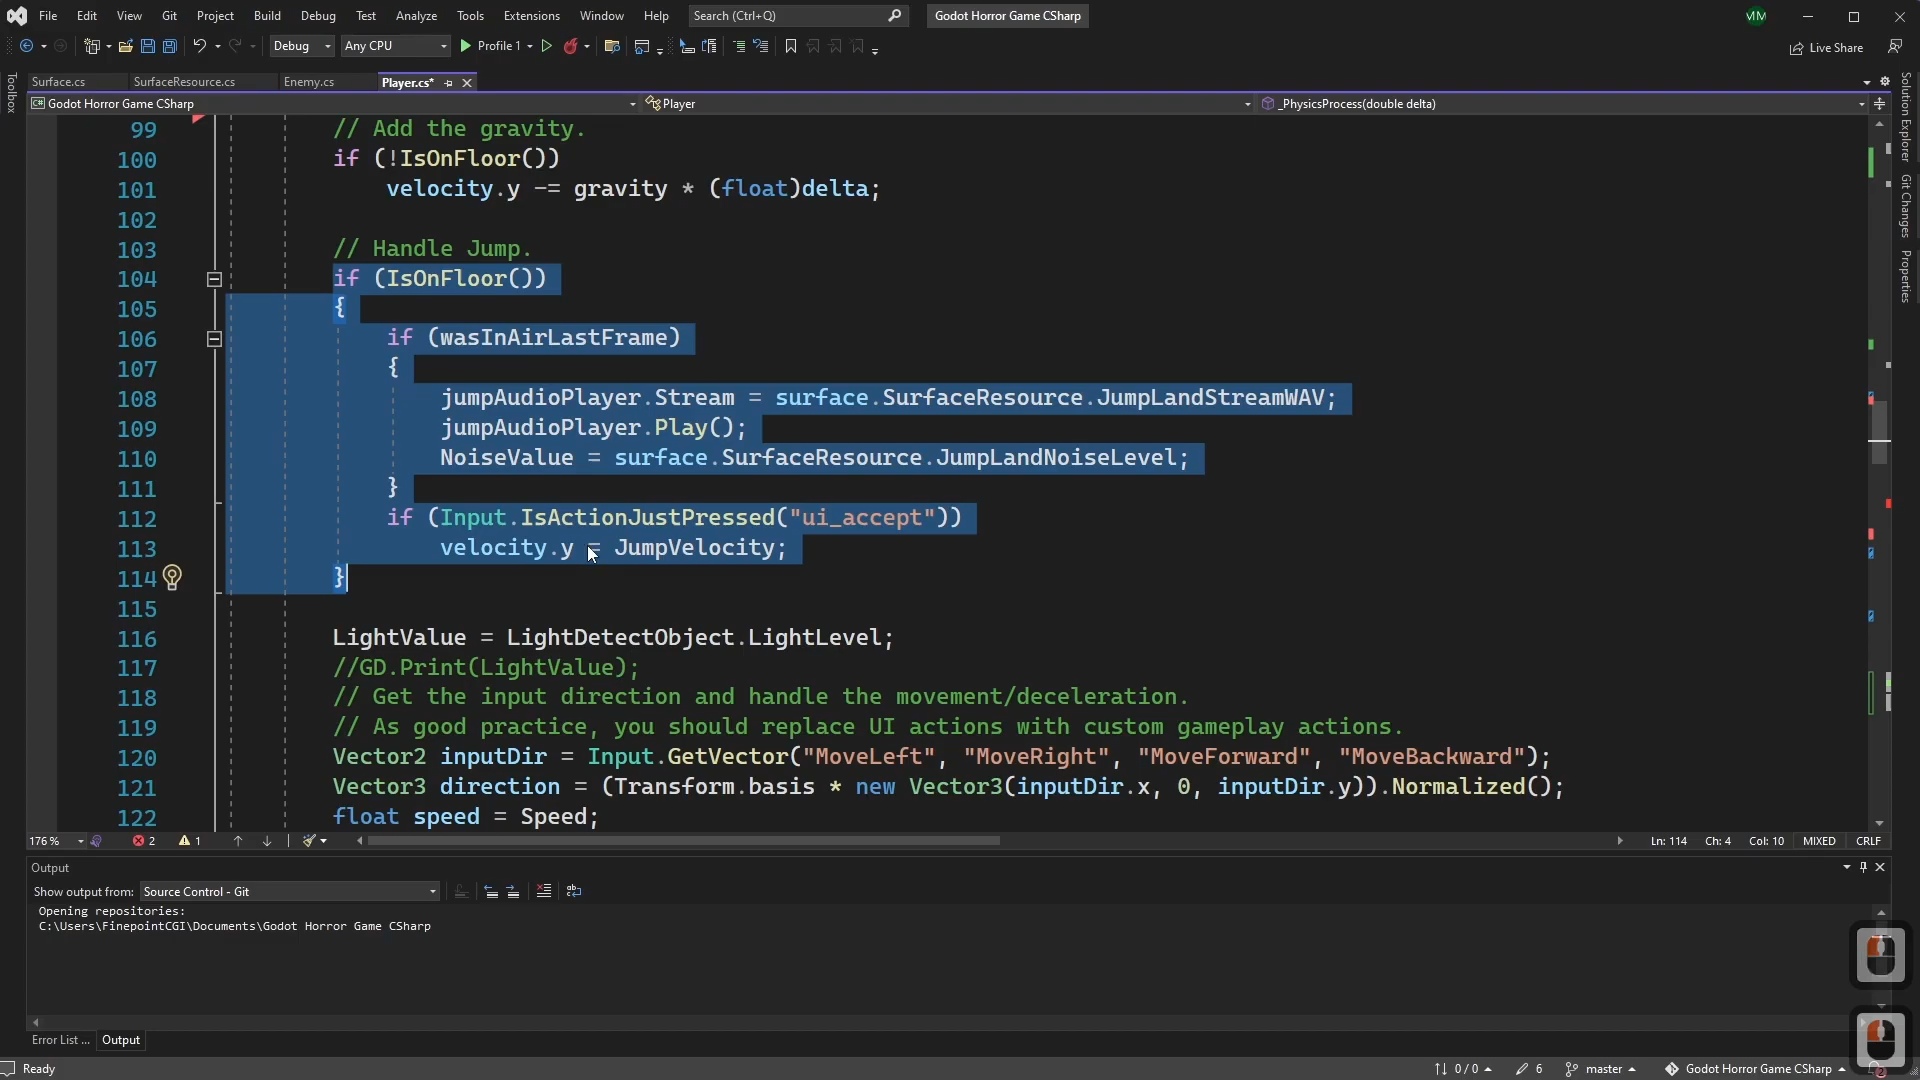 File Edit View Git Project Build Debug Test Analyze Tools Extensions Window Help Search (Ctrl+Q) Godot Horror Game CSharp
Debug Any CPU Profile 1 Live Share
Surface.cs SurfaceResource.cs Enemy.cs Player.cs*
Toolbox
C# Godot Horror Game CSharp Player _PhysicsProcess(double delta)
Solution Explorer
Git Changes
Properties
99 // Add the gravity.
100 if (!IsOnFloor())
101 velocity.y -= gravity * (float)delta;
102
103 // Handle Jump.
104 if (IsOnFloor())
105 {
106 if (wasInAirLastFrame)
107 {
108 jumpAudioPlayer.Stream = surface.SurfaceResource.JumpLandStreamWAV;
109 jumpAudioPlayer.Play();
110 NoiseValue = surface.SurfaceResource.JumpLandNoiseLevel;
111 }
112 if (Input.IsActionJustPressed("ui_accept"))
113 velocity.y = JumpVelocity;
114 }
115
116 LightValue = LightDetectObject.LightLevel;
117 //GD.Print(LightValue);
118 // Get the input direction and handle the movement/deceleration.
119 // As good practice, you should replace UI actions with custom gameplay actions.
120 Vector2 inputDir = Input.GetVector("MoveLeft", "MoveRight", "MoveForward", "MoveBackward");
121 Vector3 direction = (Transform.basis * new Vector3(inputDir.x, 0, inputDir.y)).Normalized();
122 float speed = Speed;
176 % 2 1 Ln: 114 Ch: 4 Col: 10 MIXED CRLF
Output
Show output from: Source Control - Git
Opening repositories:
C:\Users\FinepointCGI\Documents\Godot Horror Game CSharp
Error List ... Output
Ready 0 / 0 6 master Godot Horror Game CSharp